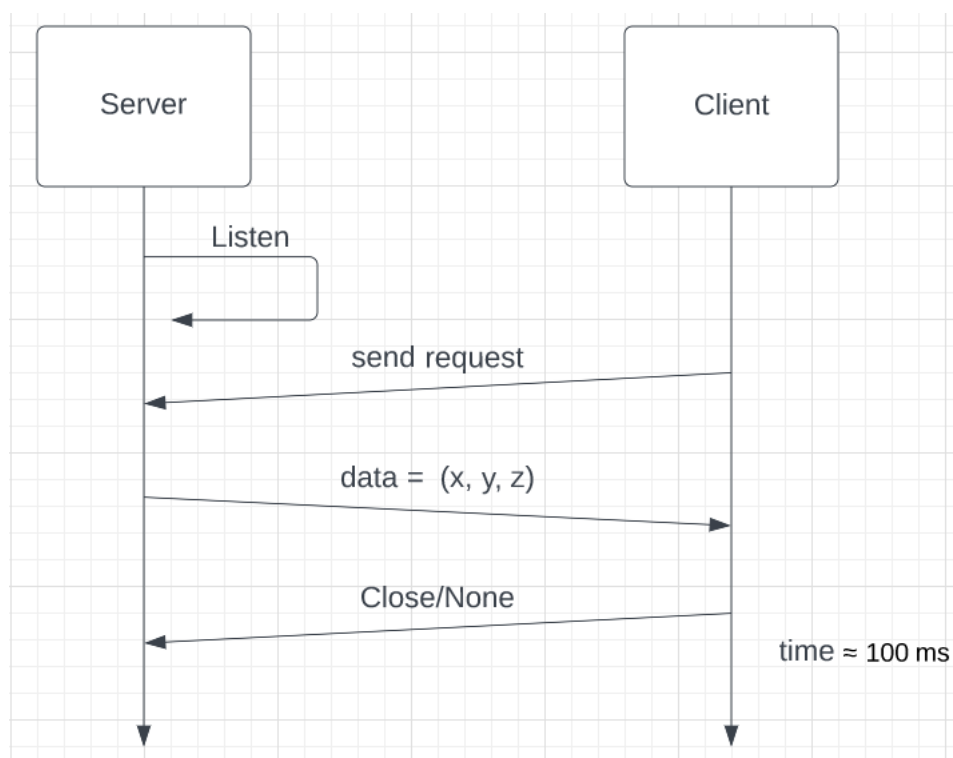 Server
Client
Listen
send request
data = (x, y, z)
Close/None
time ≈ 100 ms